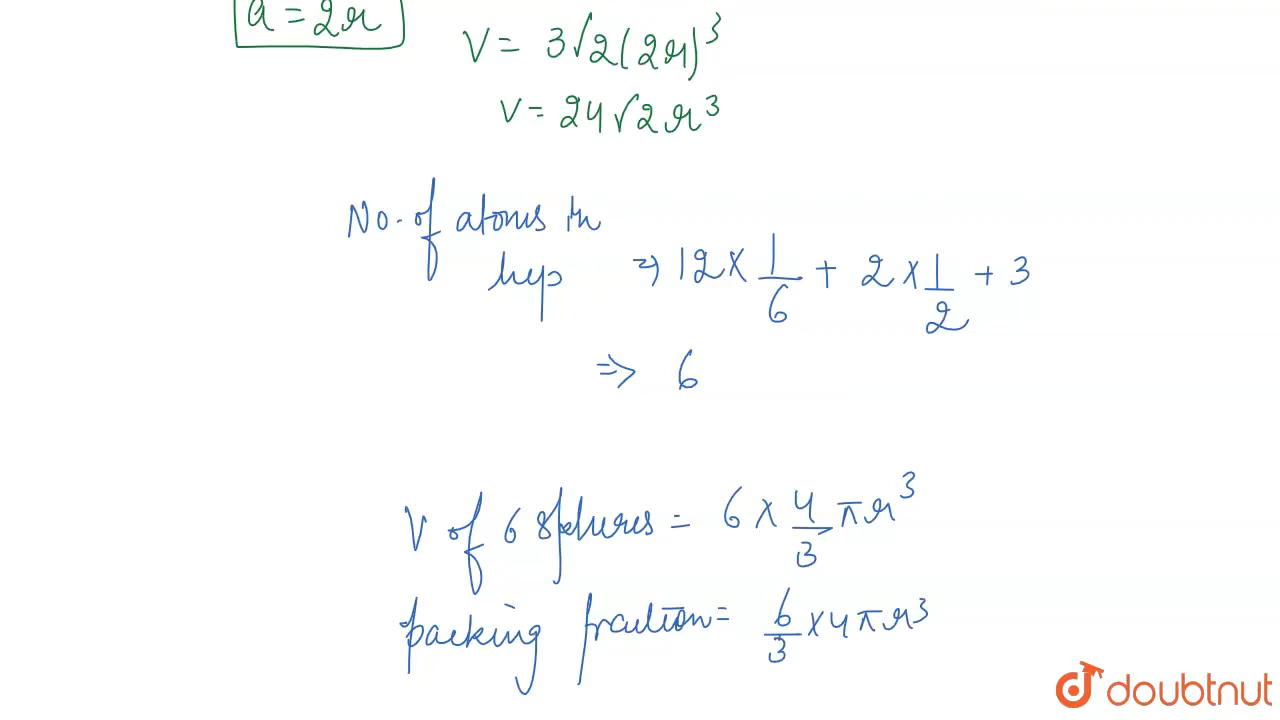 a = 2r
V = 3√2(2r)³
V = 24√2r³
No. of atoms in
hcp ⇒ 12 × 1/6 + 2 × 1/2 + 3
⇒ 6
V of 6 spheres = 6 × 4/3 πr³
packing fraction = 6/3 × 4πr³
doubtnut